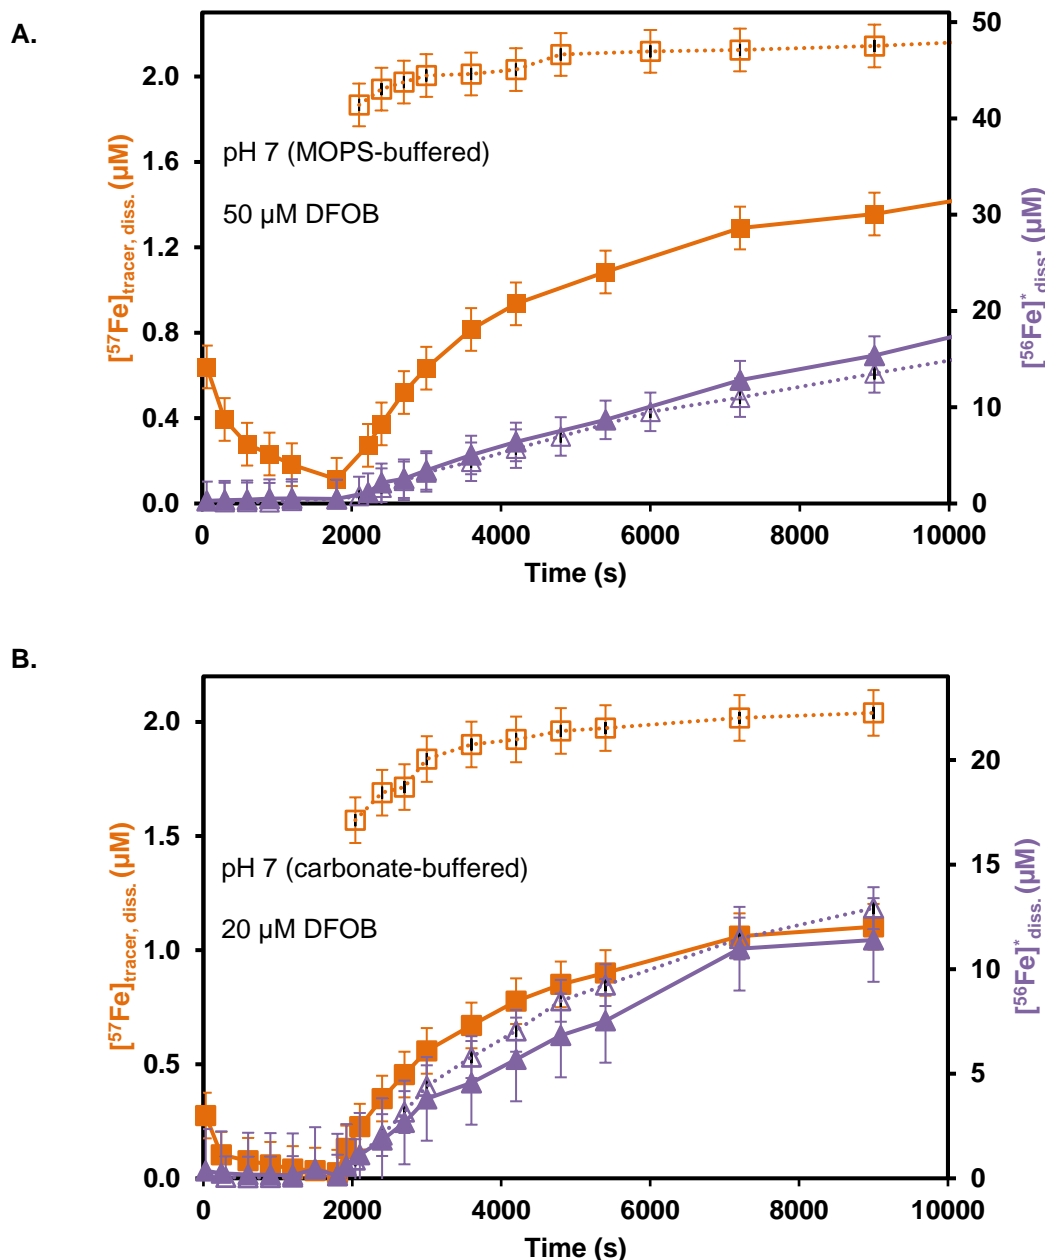 A.
[57Fe]tracer, diss. (µM)
2.0
1.6
1.2
0.8
0.4
0.0
pH 7 (MOPS-buffered)
50 µM DFOB
50
40
30
20
10
0
[56Fe]*diss. (µM)
0 2000 4000 6000 8000 10000
Time (s)
B.
[57Fe]tracer, diss. (µM)
2.0
1.5
1.0
0.5
0.0
pH 7 (carbonate-buffered)
20 µM DFOB
20
15
10
5
0
[56Fe]*diss. (µM)
0 2000 4000 6000 8000 10000
Time (s)